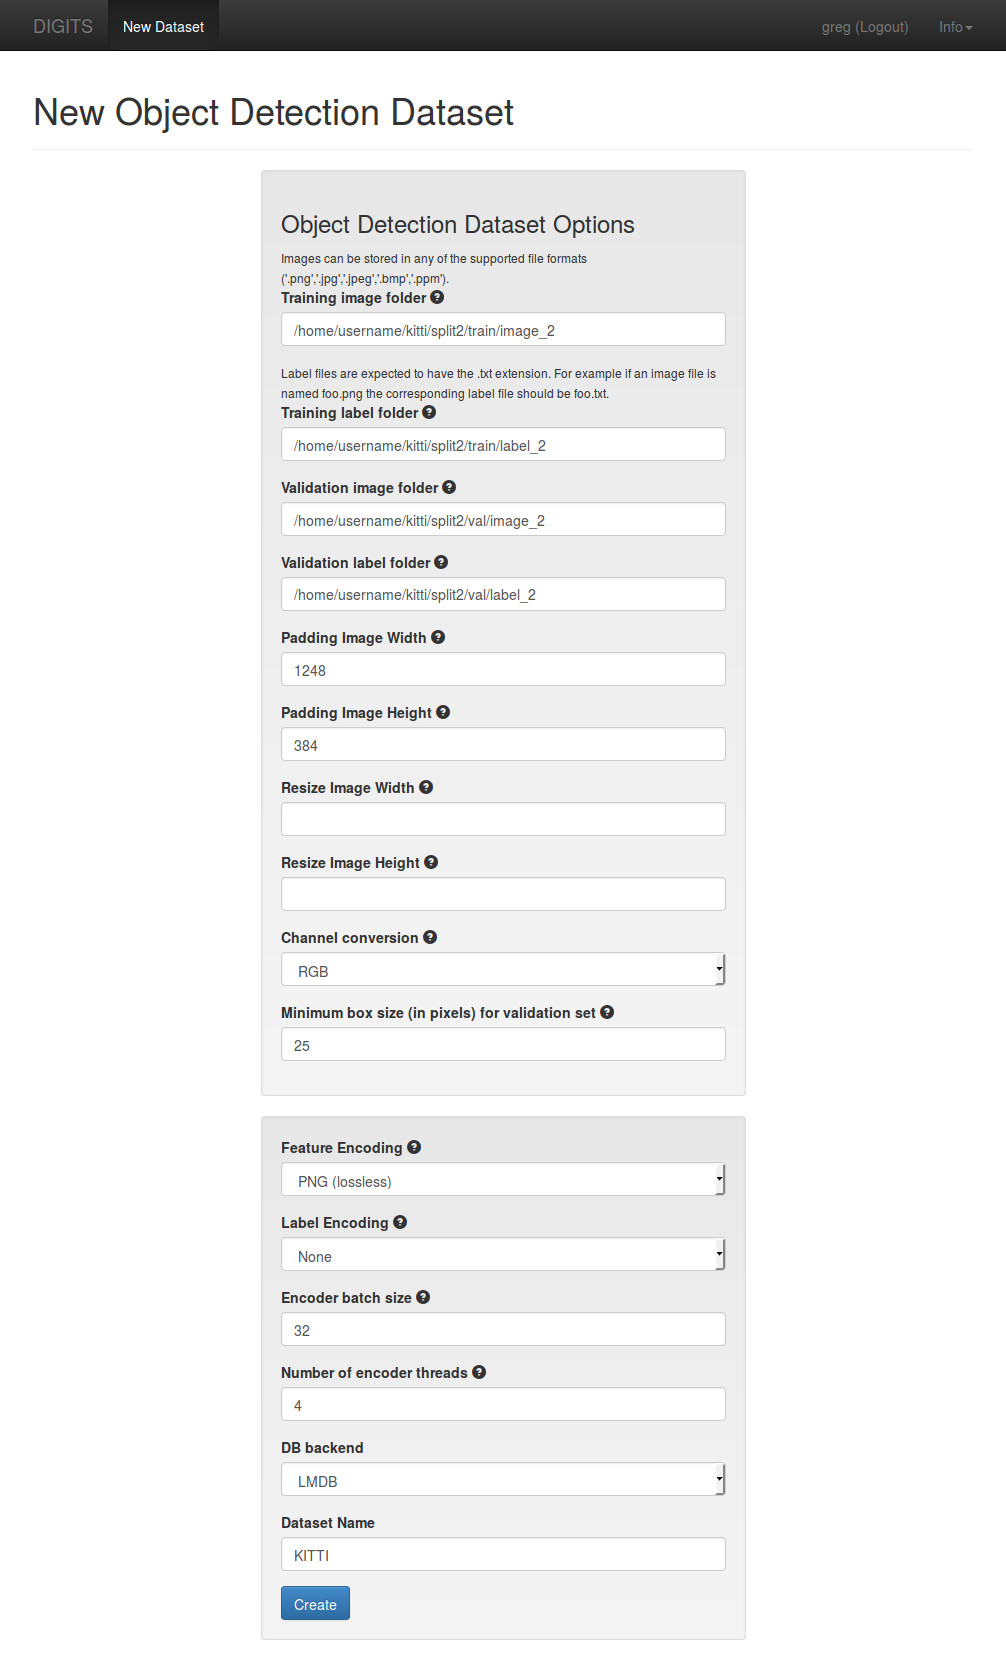 DIGITS New Dataset greg (Logout) Info
New Object Detection Dataset
Object Detection Dataset Options
Images can be stored in any of the supported file formats
('.png','.jpg','.jpeg','.bmp','.ppm').
Training image folder
/home/username/kitti/split2/train/image_2
Label files are expected to have the .txt extension. For example if an image file is
named foo.png the corresponding label file should be foo.txt.
Training label folder
/home/username/kitti/split2/train/label_2
Validation image folder
/home/username/kitti/split2/val/image_2
Validation label folder
/home/username/kitti/split2/val/label_2
Padding Image Width
1248
Padding Image Height
384
Resize Image Width
Resize Image Height
Channel conversion
RGB
Minimum box size (in pixels) for validation set
25
Feature Encoding
PNG (lossless)
Label Encoding
None
Encoder batch size
32
Number of encoder threads
4
DB backend
LMDB
Dataset Name
KITTI
Create